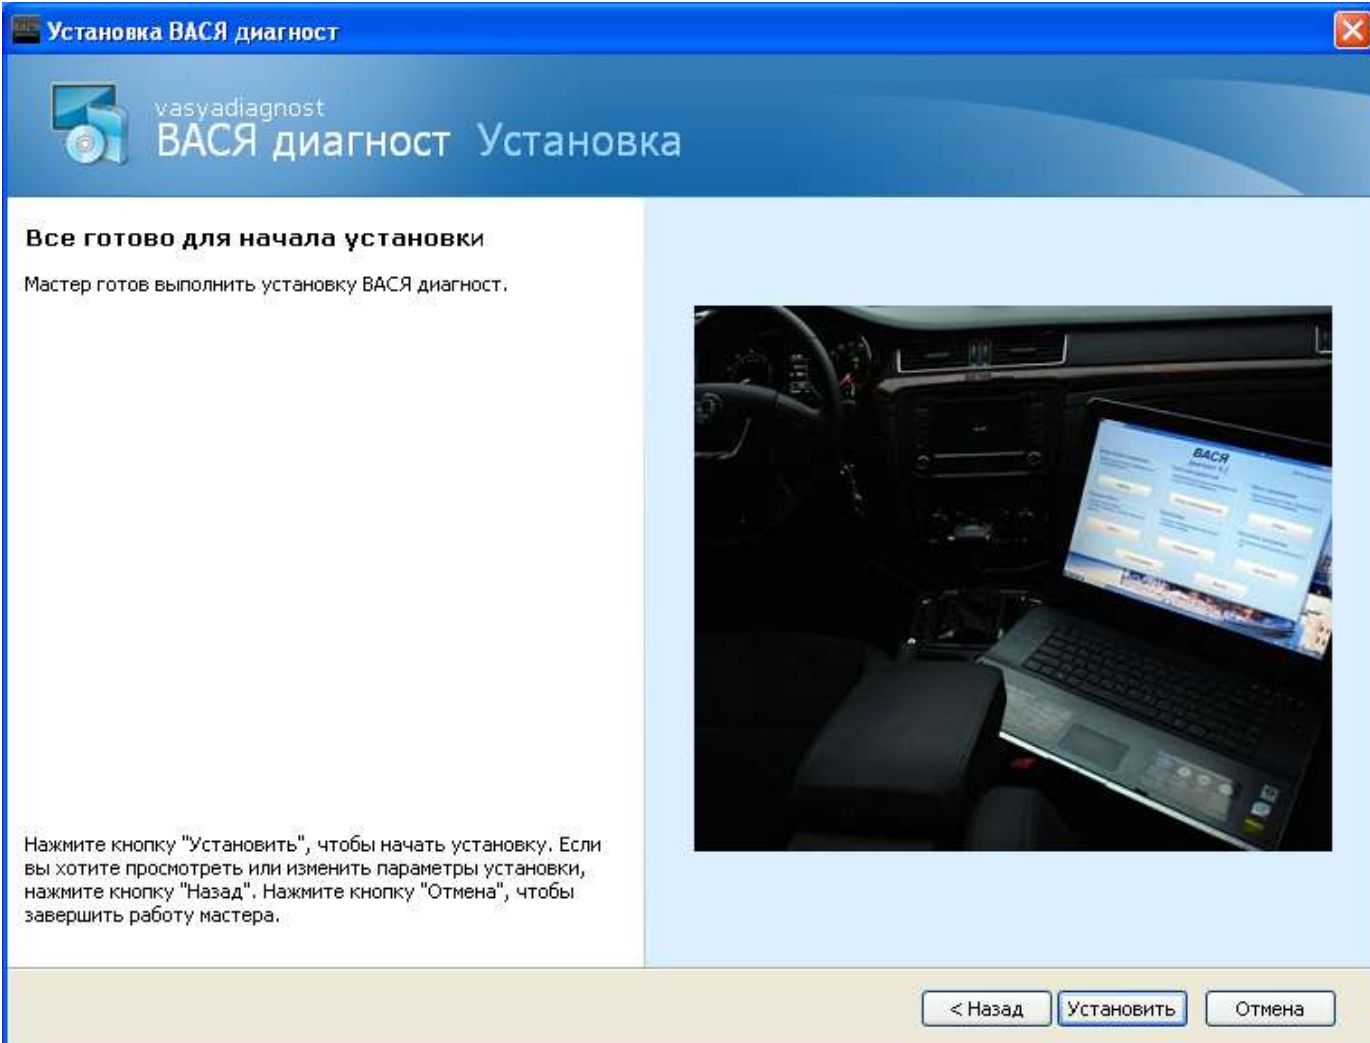 Установка ВАСЯ диагност
vasyadiagnost
ВАСЯ диагност Установка
Все готово для начала установки
Мастер готов выполнить установку ВАСЯ диагност.
ВАСЯ
Нажмите кнопку "Установить", чтобы начать установку. Если
вы хотите просмотреть или изменить параметры установки,
нажмите кнопку "Назад". Нажмите кнопку "Отмена", чтобы
завершить работу мастера.
< Назад
Установить
Отмена